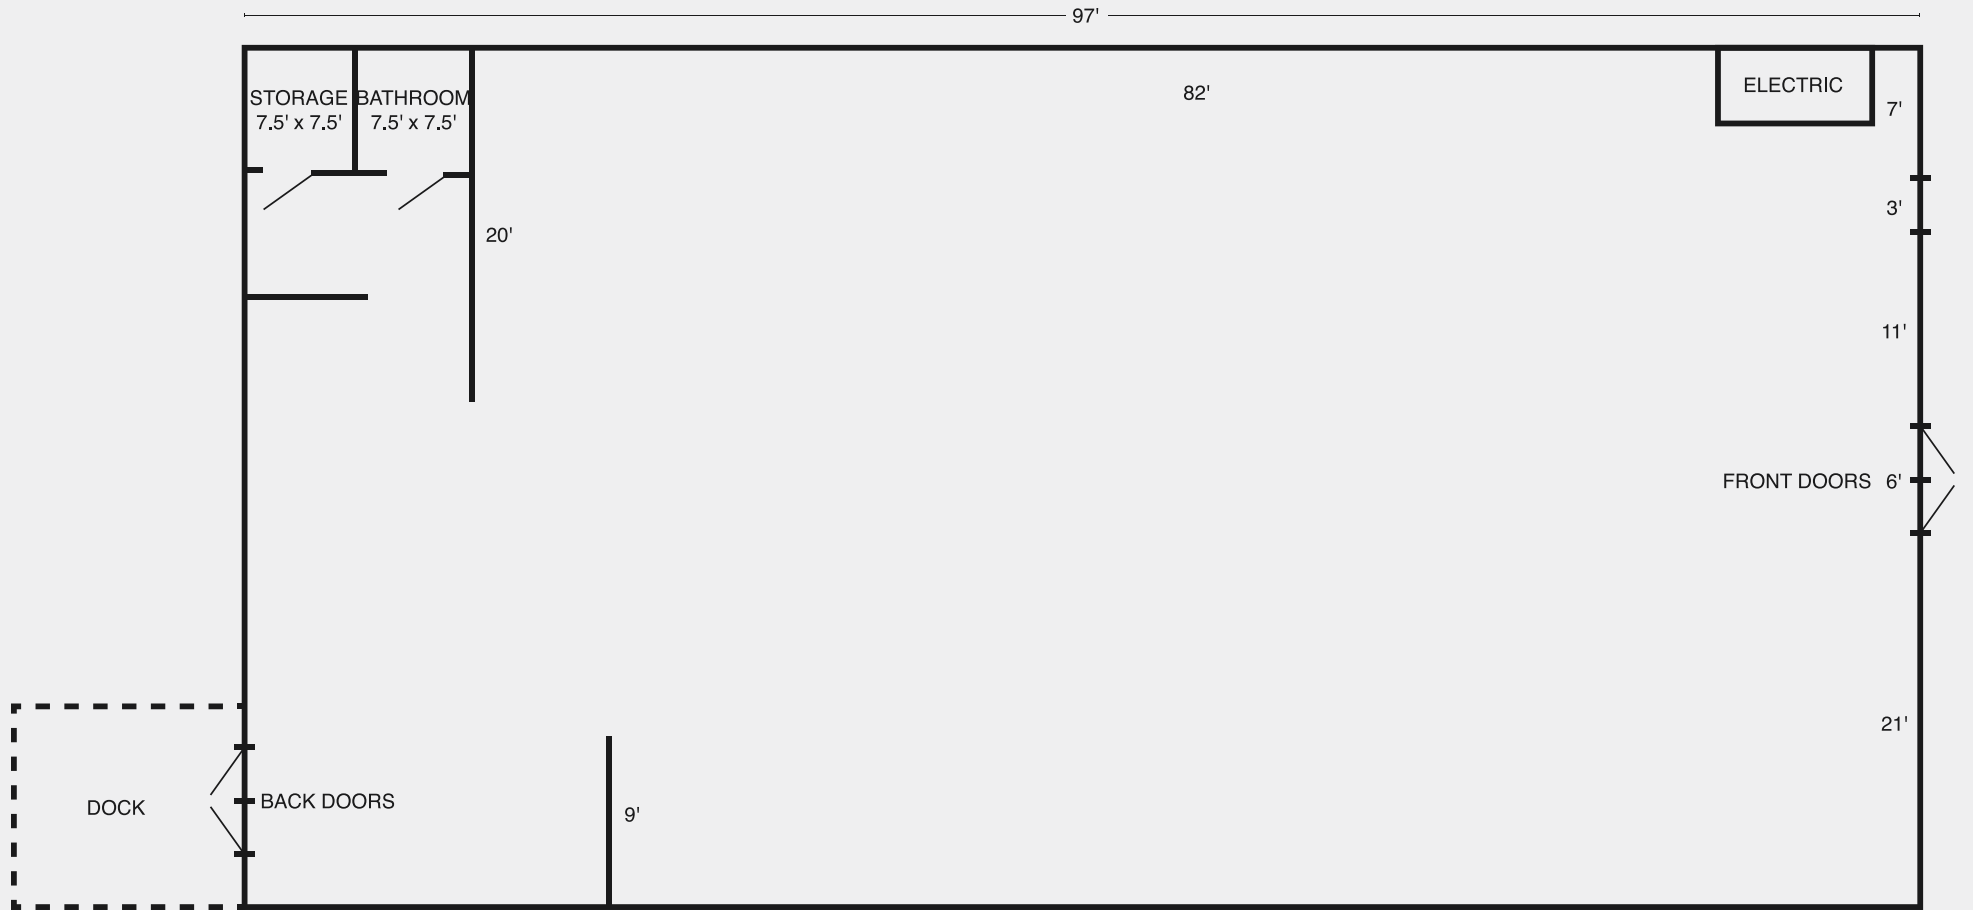 97'
STORAGE
7.5' x 7.5'
BATHROOM
7.5' x 7.5'
82'
ELECTRIC
7'
3'
20'
11'
FRONT DOORS 6'
21'
DOCK
BACK DOORS
9'